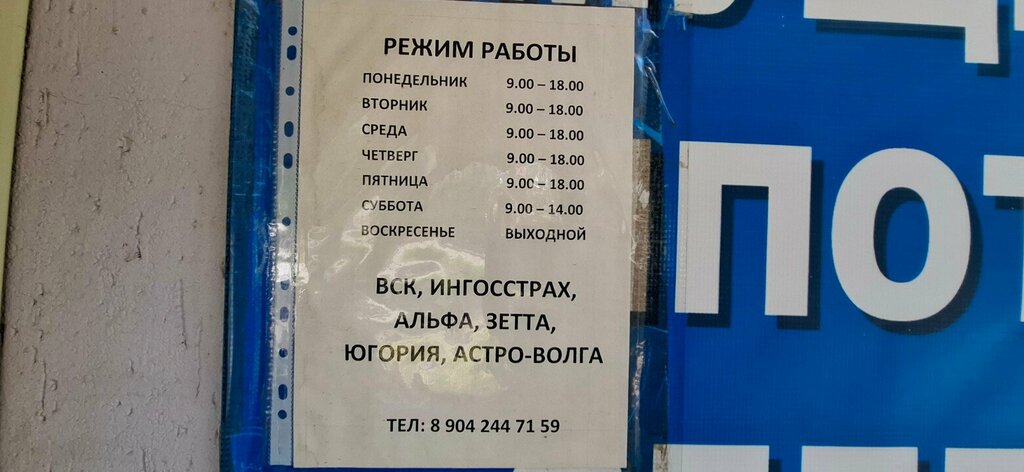 РЕЖИМ РАБОТЫ
ПОНЕДЕЛЬНИК 9.00 – 18.00
ВТОРНИК 9.00 – 18.00
СРЕДА 9.00 – 18.00
ЧЕТВЕРГ 9.00 – 18.00
ПЯТНИЦА 9.00 – 18.00
СУББОТА 9.00 – 14.00
ВОСКРЕСЕНЬЕ ВЫХОДНОЙ
ВСК, ИНГОССТРАХ,
АЛЬФА, ЗЕТТА,
ЮГОРИЯ, АСТРО-ВОЛГА
ТЕЛ: 8 904 244 71 59
ПОТ